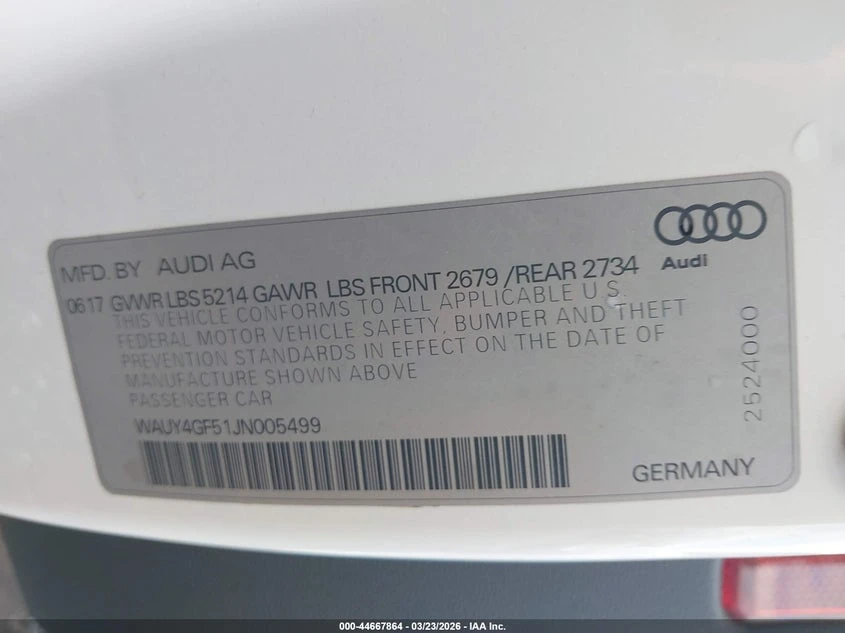 MFD. BY AUDI AG
Audi
0617 GVWR LBS 5214 GAWR LBS FRONT 2679 /REAR 2734
THIS VEHICLE CONFORMS TO ALL APPLICABLE U.S.
FEDERAL MOTOR VEHICLE SAFETY, BUMPER AND THEFT
PREVENTION STANDARDS IN EFFECT ON THE DATE OF
MANUFACTURE SHOWN ABOVE
PASSENGER CAR
WAUY4GF51JN005499
2524000
GERMANY
000-44667864 - 03/23/2026 - IAA Inc.